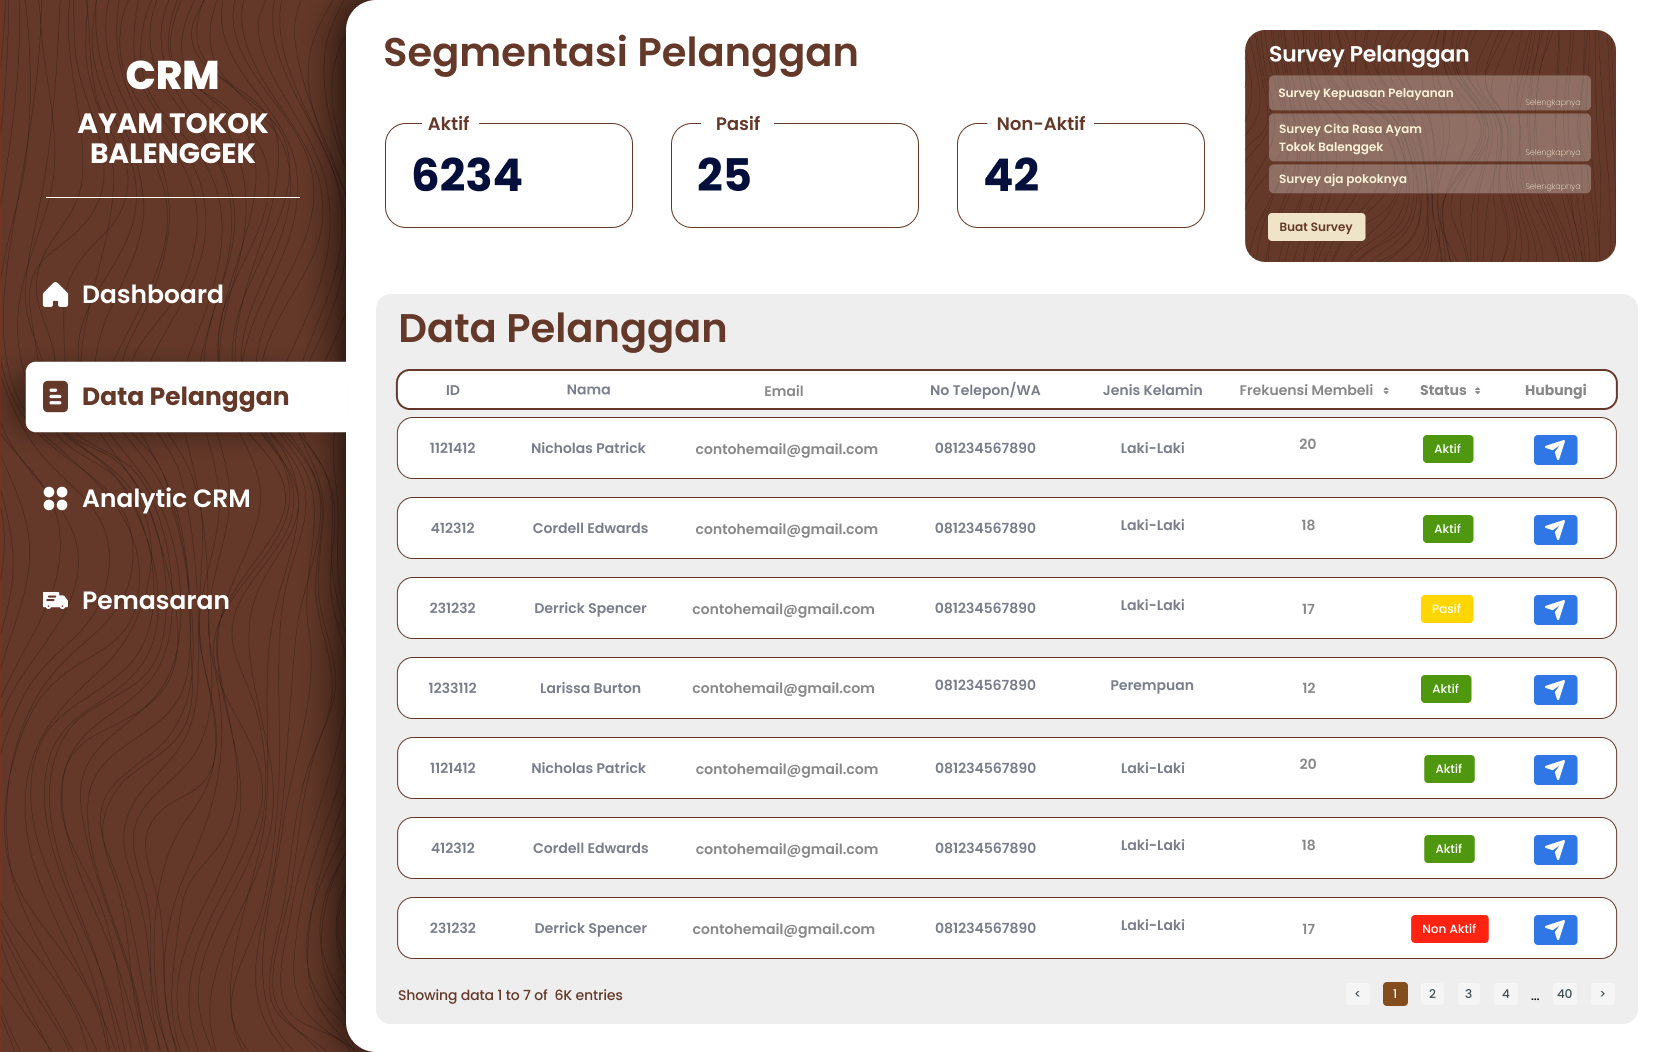 CRM
AYAM TOKOK
BALENGGEK
Dashboard
Data Pelanggan
Analytic CRM
Pemasaran
Segmentasi Pelanggan
Aktif
6234
Pasif
25
Non-Aktif
42
Survey Pelanggan
Survey Kepuasan Pelayanan
Selengkapnya
Survey Cita Rasa Ayam
Tokok Balenggek
Selengkapnya
Survey aja pokoknya
Selengkapnya
Buat Survey
Data Pelanggan
ID Nama Email No Telepon/WA Jenis Kelamin Frekuensi Membeli Status Hubungi
1121412 Nicholas Patrick contohemail@gmail.com 081234567890 Laki-Laki 20 Aktif
412312 Cordell Edwards contohemail@gmail.com 081234567890 Laki-Laki 18 Aktif
231232 Derrick Spencer contohemail@gmail.com 081234567890 Laki-Laki 17 Pasif
1233112 Larissa Burton contohemail@gmail.com 081234567890 Perempuan 12 Aktif
1121412 Nicholas Patrick contohemail@gmail.com 081234567890 Laki-Laki 20 Aktif
412312 Cordell Edwards contohemail@gmail.com 081234567890 Laki-Laki 18 Aktif
231232 Derrick Spencer contohemail@gmail.com 081234567890 Laki-Laki 17 Non Aktif
Showing data 1 to 7 of 6K entries
< 1 2 3 4 ... 40 >